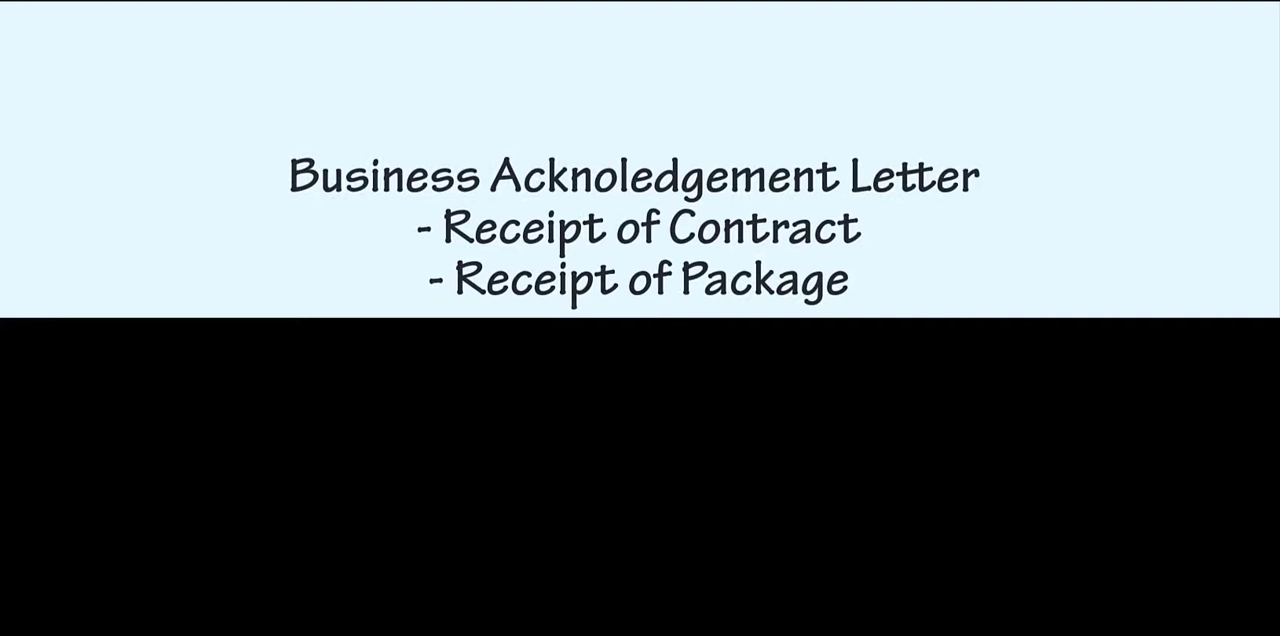 Business Acknoledgement Letter
- Receipt of Contract
- Receipt of Package